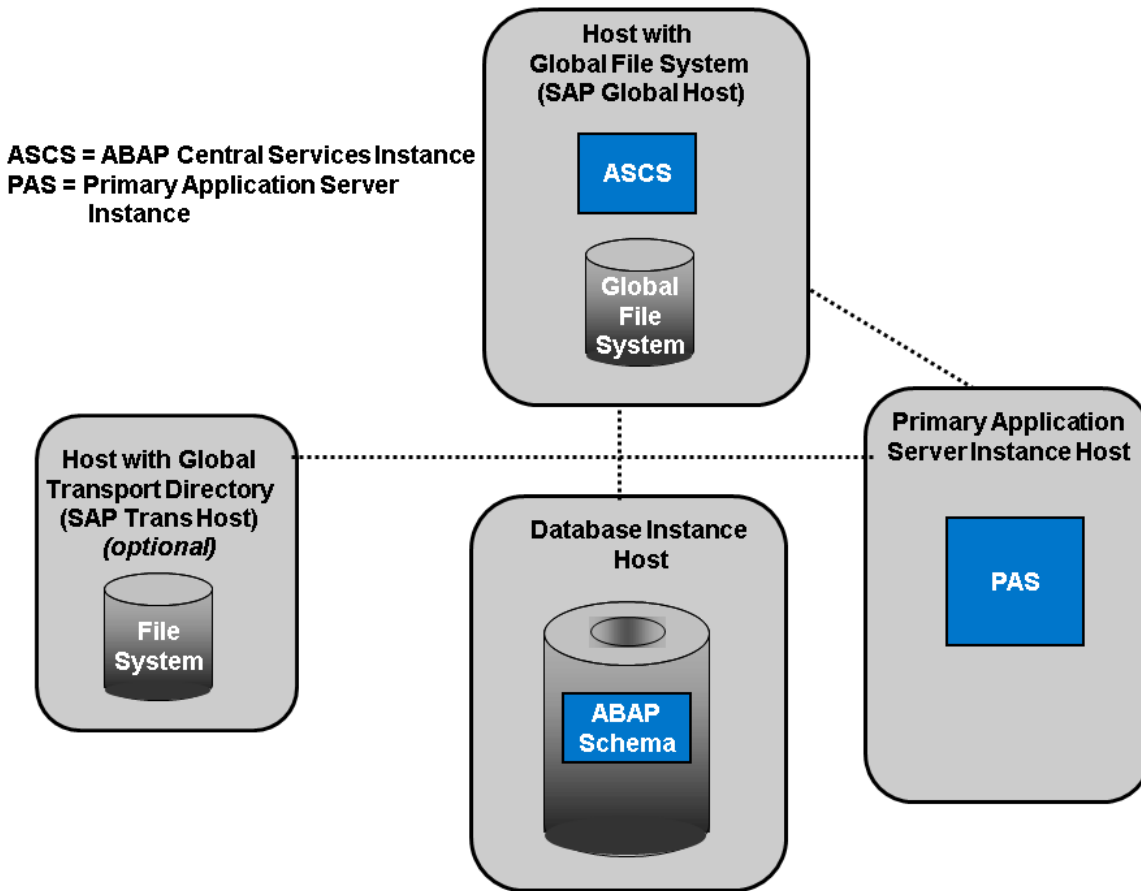 Host with
Global File System
(SAP Global Host)
ASCS
Global
File
System
ASCS = ABAP Central Services Instance
PAS = Primary Application Server
Instance
Host with Global
Transport Directory
(SAP Trans Host)
(optional)
File
System
Database Instance
Host
ABAP
Schema
Primary Application
Server Instance Host
PAS